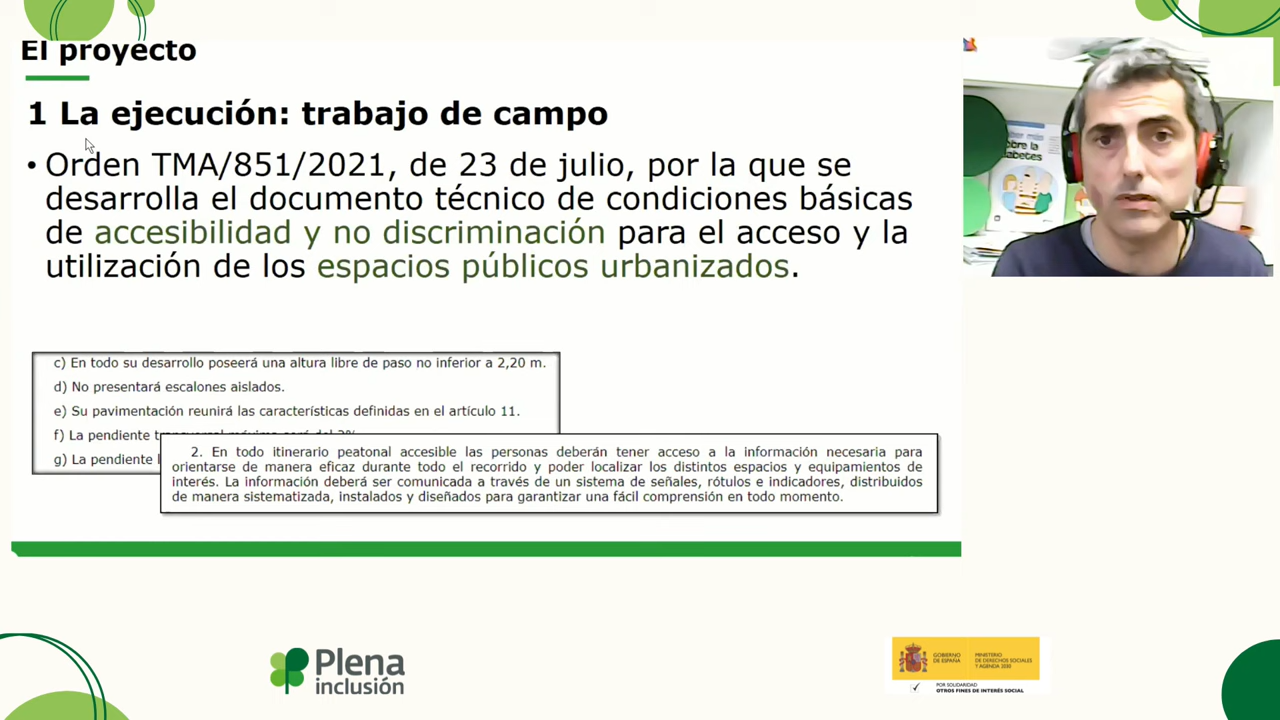 El proyecto
1 La ejecución: trabajo de campo
• Orden TMA/851/2021, de 23 de julio, por la que se
desarrolla el documento técnico de condiciones básicas
de accesibilidad y no discriminación para el acceso y la
utilización de los espacios públicos urbanizados.
c) En todo su desarrollo poseerá una altura libre de paso no inferior a 2,20 m.
d) No presentará escalones aislados.
e) Su pavimentación reunirá las características definidas en el artículo 11.
f) La pendiente transversal máxima será del 2%
g) La pendiente l
2. En todo itinerario peatonal accesible las personas deberán tener acceso a la información necesaria para
orientarse de manera eficaz durante todo el recorrido y poder localizar los distintos espacios y equipamientos de
interés. La información deberá ser comunicada a través de un sistema de señales, rótulos e indicadores, distribuidos
de manera sistematizada, instalados y diseñados para garantizar una fácil comprensión en todo momento.
Plena
inclusión
GOBIERNO
DE ESPAÑA
MINISTERIO
DE DERECHOS SOCIALES
Y AGENDA 2030
POR SOLIDARIDAD
OTROS FINES DE INTERÉS SOCIAL